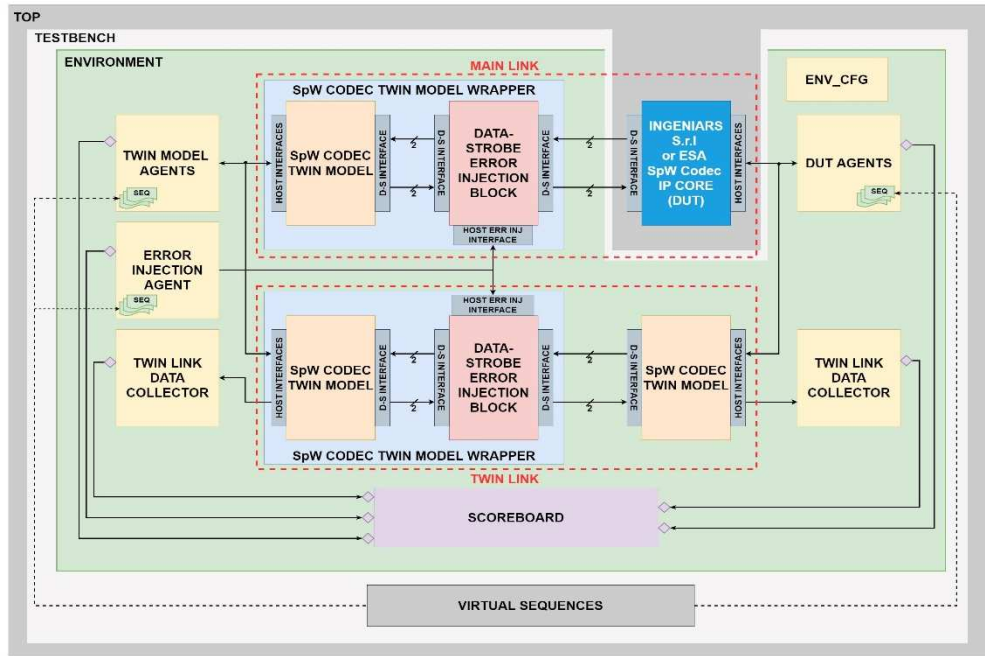 TOP
TESTBENCH
ENVIRONMENT
MAIN LINK
SpW CODEC TWIN MODEL WRAPPER
ENV_CFG
TWIN MODEL
AGENTS
SEQ
HOST INTERFACES
SpW CODEC
TWIN MODEL
D-S INTERFACE
2
2
D-S INTERFACE
DATA-
STROBE
ERROR
INJECTION
BLOCK
HOST ERR INJ
INTERFACE
D-S INTERFACE
2
2
D-S INTERFACE
INGENIARS
S.r.l
or ESA
SpW Codec
IP CORE
(DUT)
HOST INTERFACES
DUT AGENTS
SEQ
ERROR
INJECTION
AGENT
SEQ
TWIN LINK
DATA
COLLECTOR
HOST INTERFACES
SpW CODEC
TWIN MODEL
D-S INTERFACE
2
2
D-S INTERFACE
HOST ERR INJ
INTERFACE
DATA-
STROBE
ERROR
INJECTION
BLOCK
D-S INTERFACE
2
2
D-S INTERFACE
SpW CODEC
TWIN MODEL
HOST INTERFACES
TWIN LINK
DATA
COLLECTOR
SpW CODEC TWIN MODEL WRAPPER
TWIN LINK
SCOREBOARD
VIRTUAL SEQUENCES